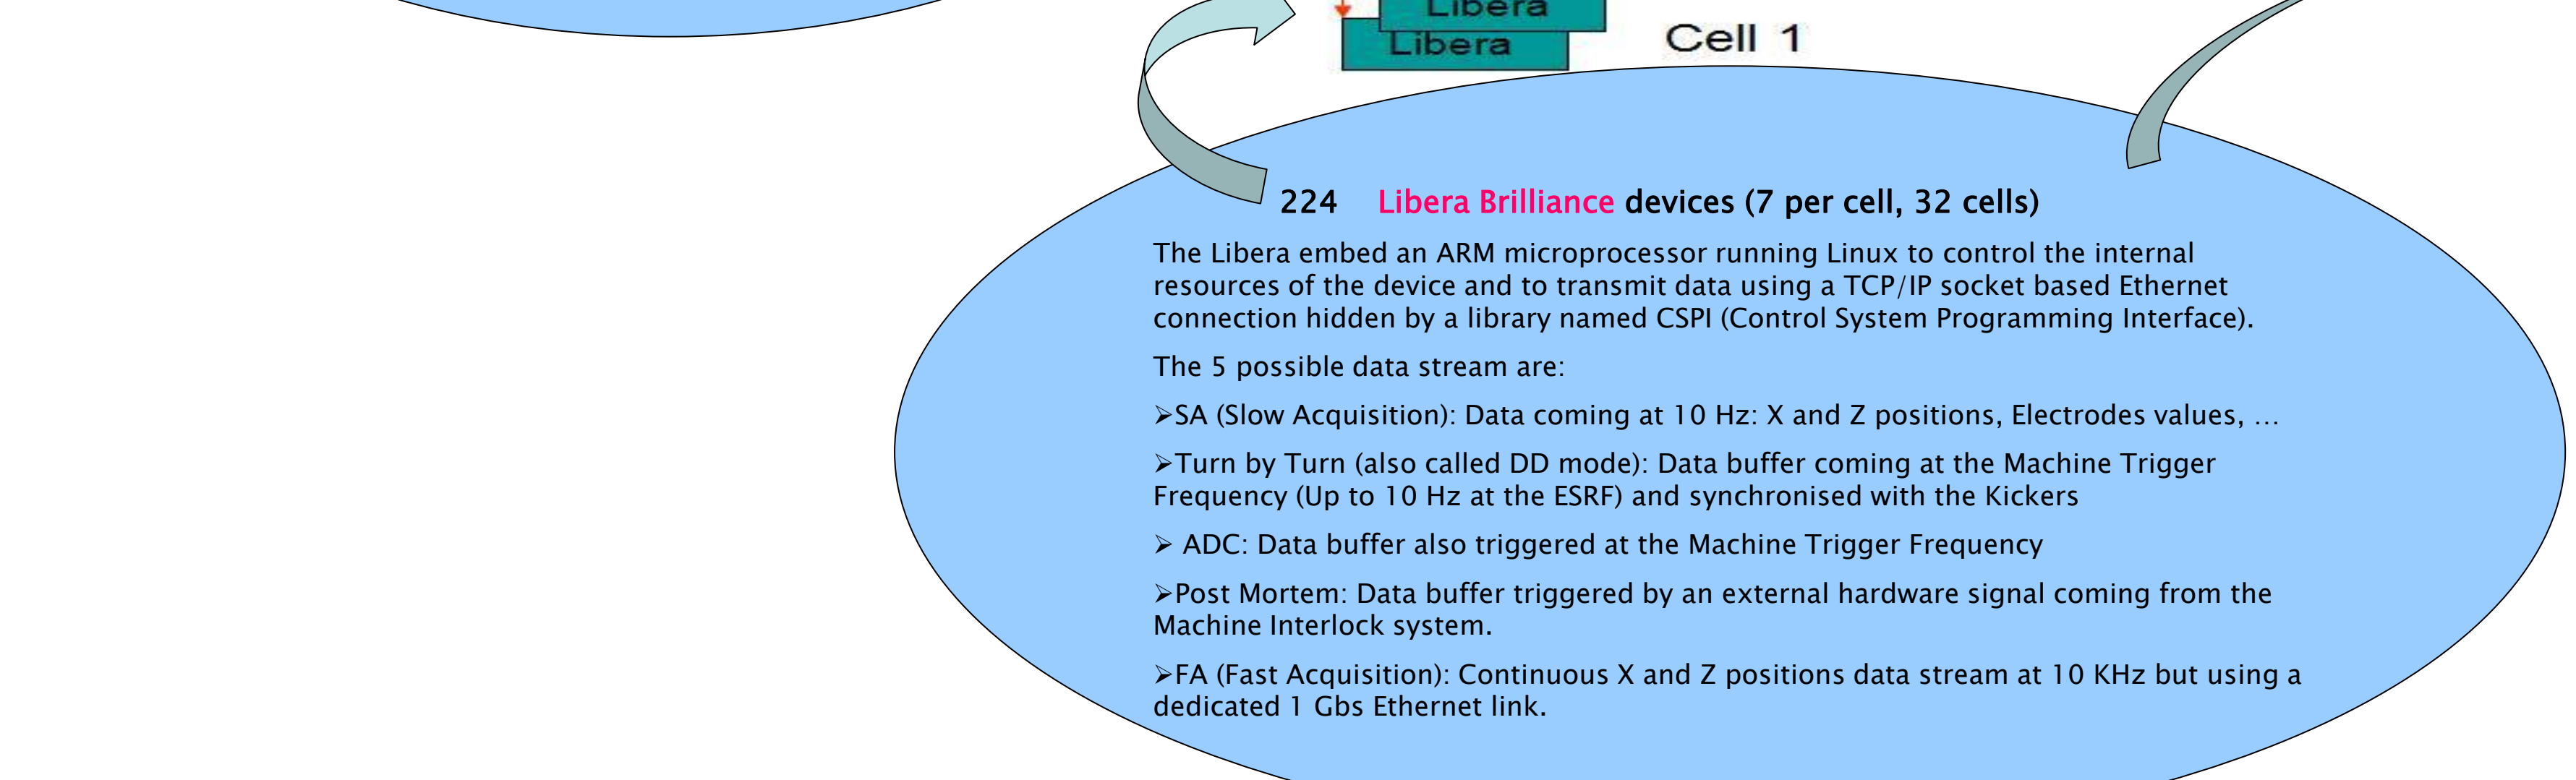 Libera
Libera
Cell 1
224 Libera Brilliance devices (7 per cell, 32 cells)
The Libera embed an ARM microprocessor running Linux to control the internal
resources of the device and to transmit data using a TCP/IP socket based Ethernet
connection hidden by a library named CSPI (Control System Programming Interface).
The 5 possible data stream are:
➢SA (Slow Acquisition): Data coming at 10 Hz: X and Z positions, Electrodes values, …
➢Turn by Turn (also called DD mode): Data buffer coming at the Machine Trigger
Frequency (Up to 10 Hz at the ESRF) and synchronised with the Kickers
➢ ADC: Data buffer also triggered at the Machine Trigger Frequency
➢Post Mortem: Data buffer triggered by an external hardware signal coming from the
Machine Interlock system.
➢FA (Fast Acquisition): Continuous X and Z positions data stream at 10 KHz but using a
dedicated 1 Gbs Ethernet link.